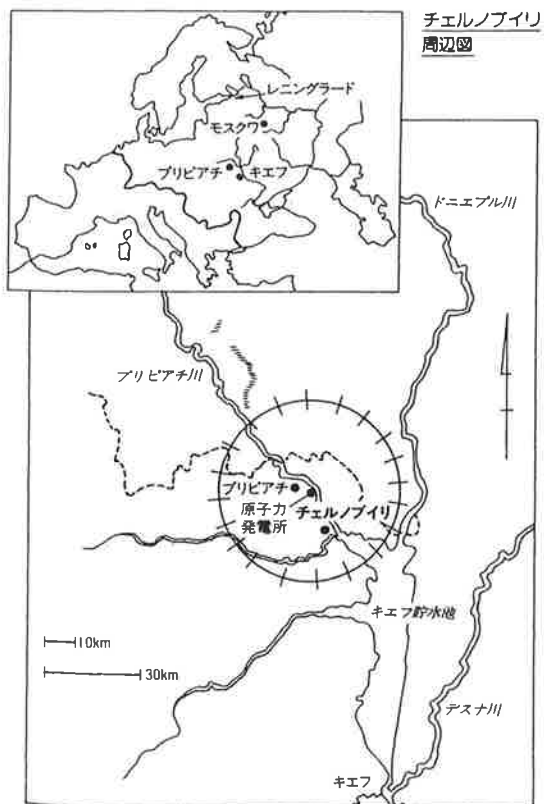 チェルノブイリ
周辺図
レニングラード
モスクワ
プリピアチ
キエフ
ドニエプル川
プリピアチ川
プリピアチ
原子力
発電所
チェルノブイリ
キエフ貯水池
10km
30km
デスナ川
キエフ